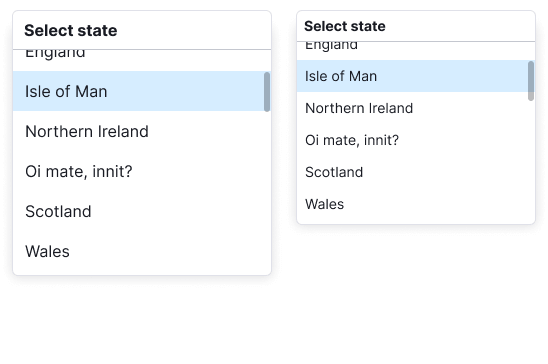 Select state
England
Isle of Man
Northern Ireland
Oi mate, innit?
Scotland
Wales
Select state
England
Isle of Man
Northern Ireland
Oi mate, innit?
Scotland
Wales